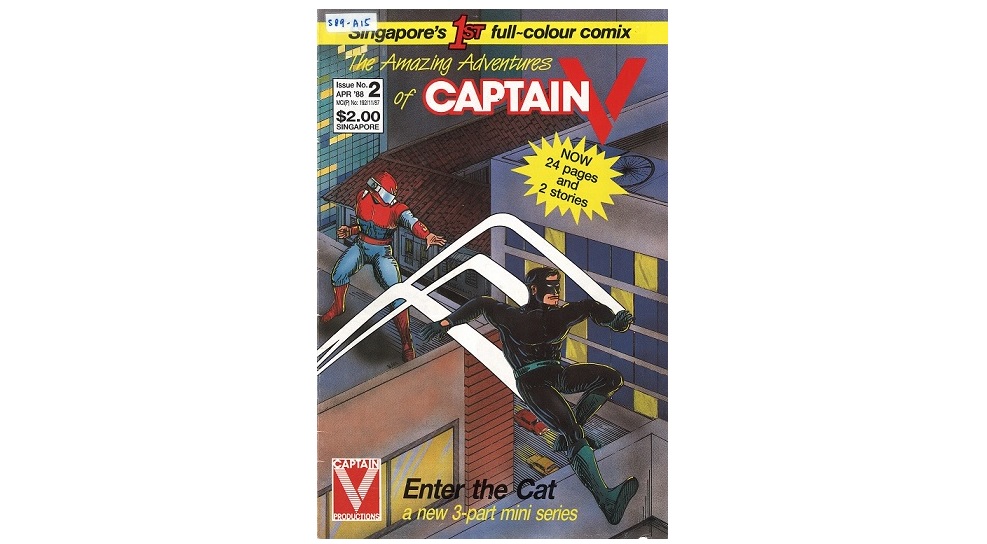 S89-A15
Singapore's 1ST full-colour comix
The Amazing Adventures
of CAPTAIN V
Issue No. 2
APR '88
MC(P) No: 192/11/87
$2.00
SINGAPORE
NOW
24 pages
and
2 stories
CAPTAIN
V
PRODUCTIONS
Enter the Cat
a new 3-part mini series